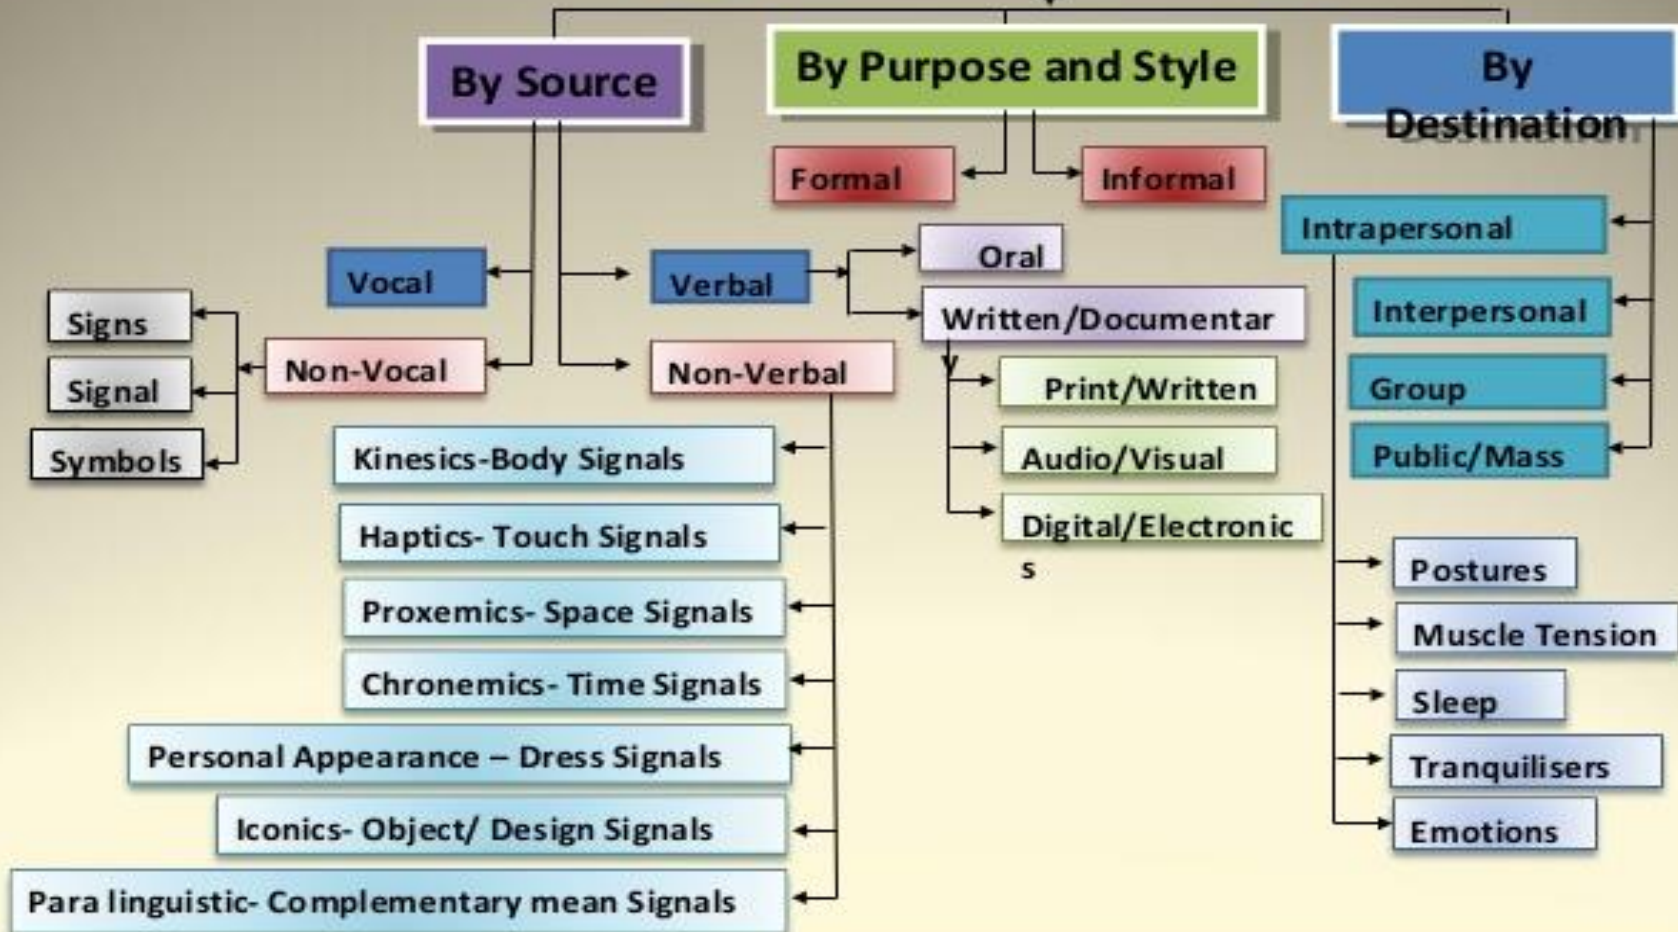 By Source
By Purpose and Style
By
Destination
Formal
Informal
Intrapersonal
Interpersonal
Group
Public/Mass
Vocal
Verbal
Oral
Written/Documentar
Signs
Signal
Symbols
Non-Vocal
Non-Verbal
Print/Written
Audio/Visual
Digital/Electronic
s
Kinesics-Body Signals
Haptics- Touch Signals
Proxemics- Space Signals
Chronemics- Time Signals
Personal Appearance – Dress Signals
Iconics- Object/ Design Signals
Para linguistic- Complementary mean Signals
Postures
Muscle Tension
Sleep
Tranquilisers
Emotions